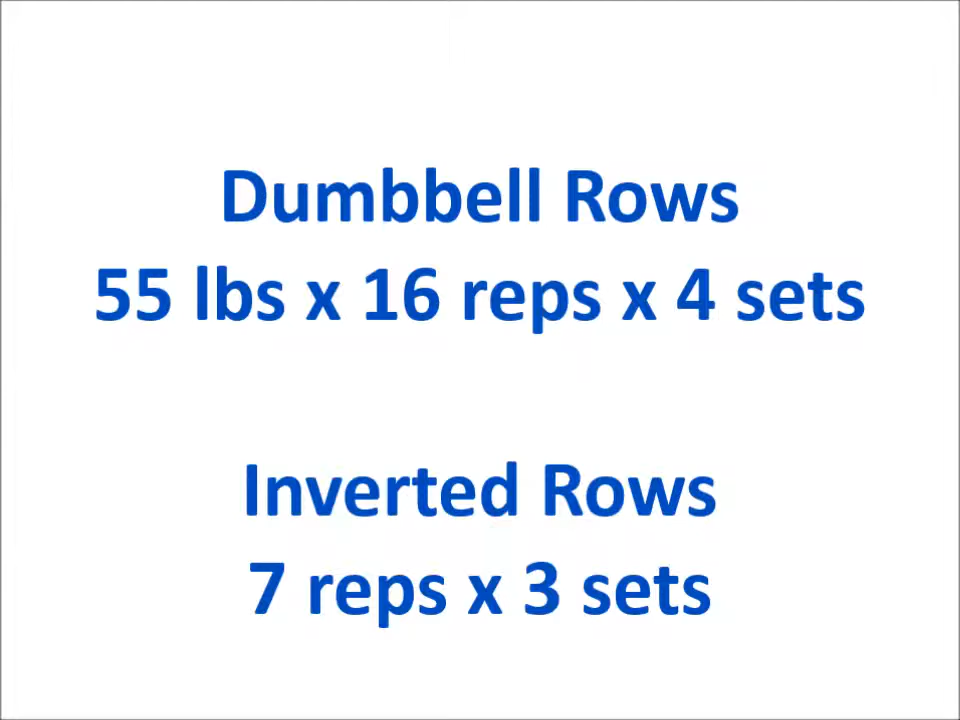 Dumbbell Rows
55 lbs x 16 reps x 4 sets
Inverted Rows
7 reps x 3 sets